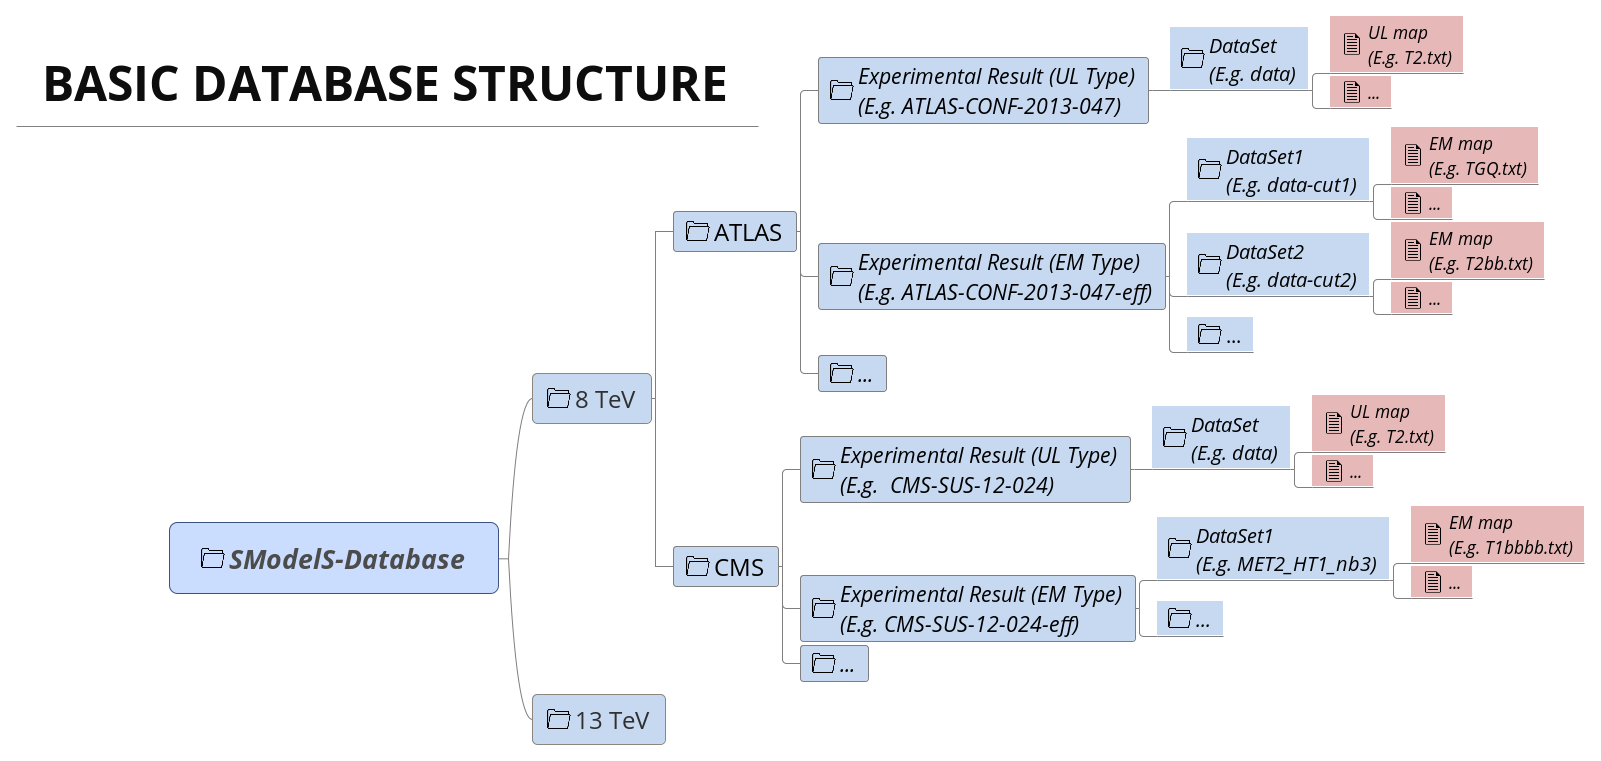 BASIC DATABASE STRUCTURE
SModelS-Database
8 TeV
ATLAS
Experimental Result (UL Type)
(E.g. ATLAS-CONF-2013-047)
DataSet
(E.g. data)
UL map
(E.g. T2.txt)
...
Experimental Result (EM Type)
(E.g. ATLAS-CONF-2013-047-eff)
DataSet1
(E.g. data-cut1)
EM map
(E.g. TGQ.txt)
...
DataSet2
(E.g. data-cut2)
EM map
(E.g. T2bb.txt)
...
...
...
CMS
Experimental Result (UL Type)
(E.g.  CMS-SUS-12-024)
DataSet
(E.g. data)
UL map
(E.g. T2.txt)
...
Experimental Result (EM Type)
(E.g. CMS-SUS-12-024-eff)
DataSet1
(E.g. MET2_HT1_nb3)
EM map
(E.g. T1bbbb.txt)
...
...
...
13 TeV